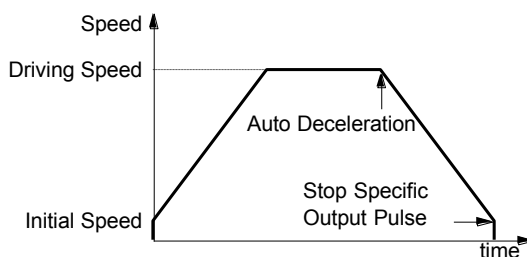 Speed
Driving Speed
Auto Deceleration
Stop Specific
Output Pulse
Initial Speed
time